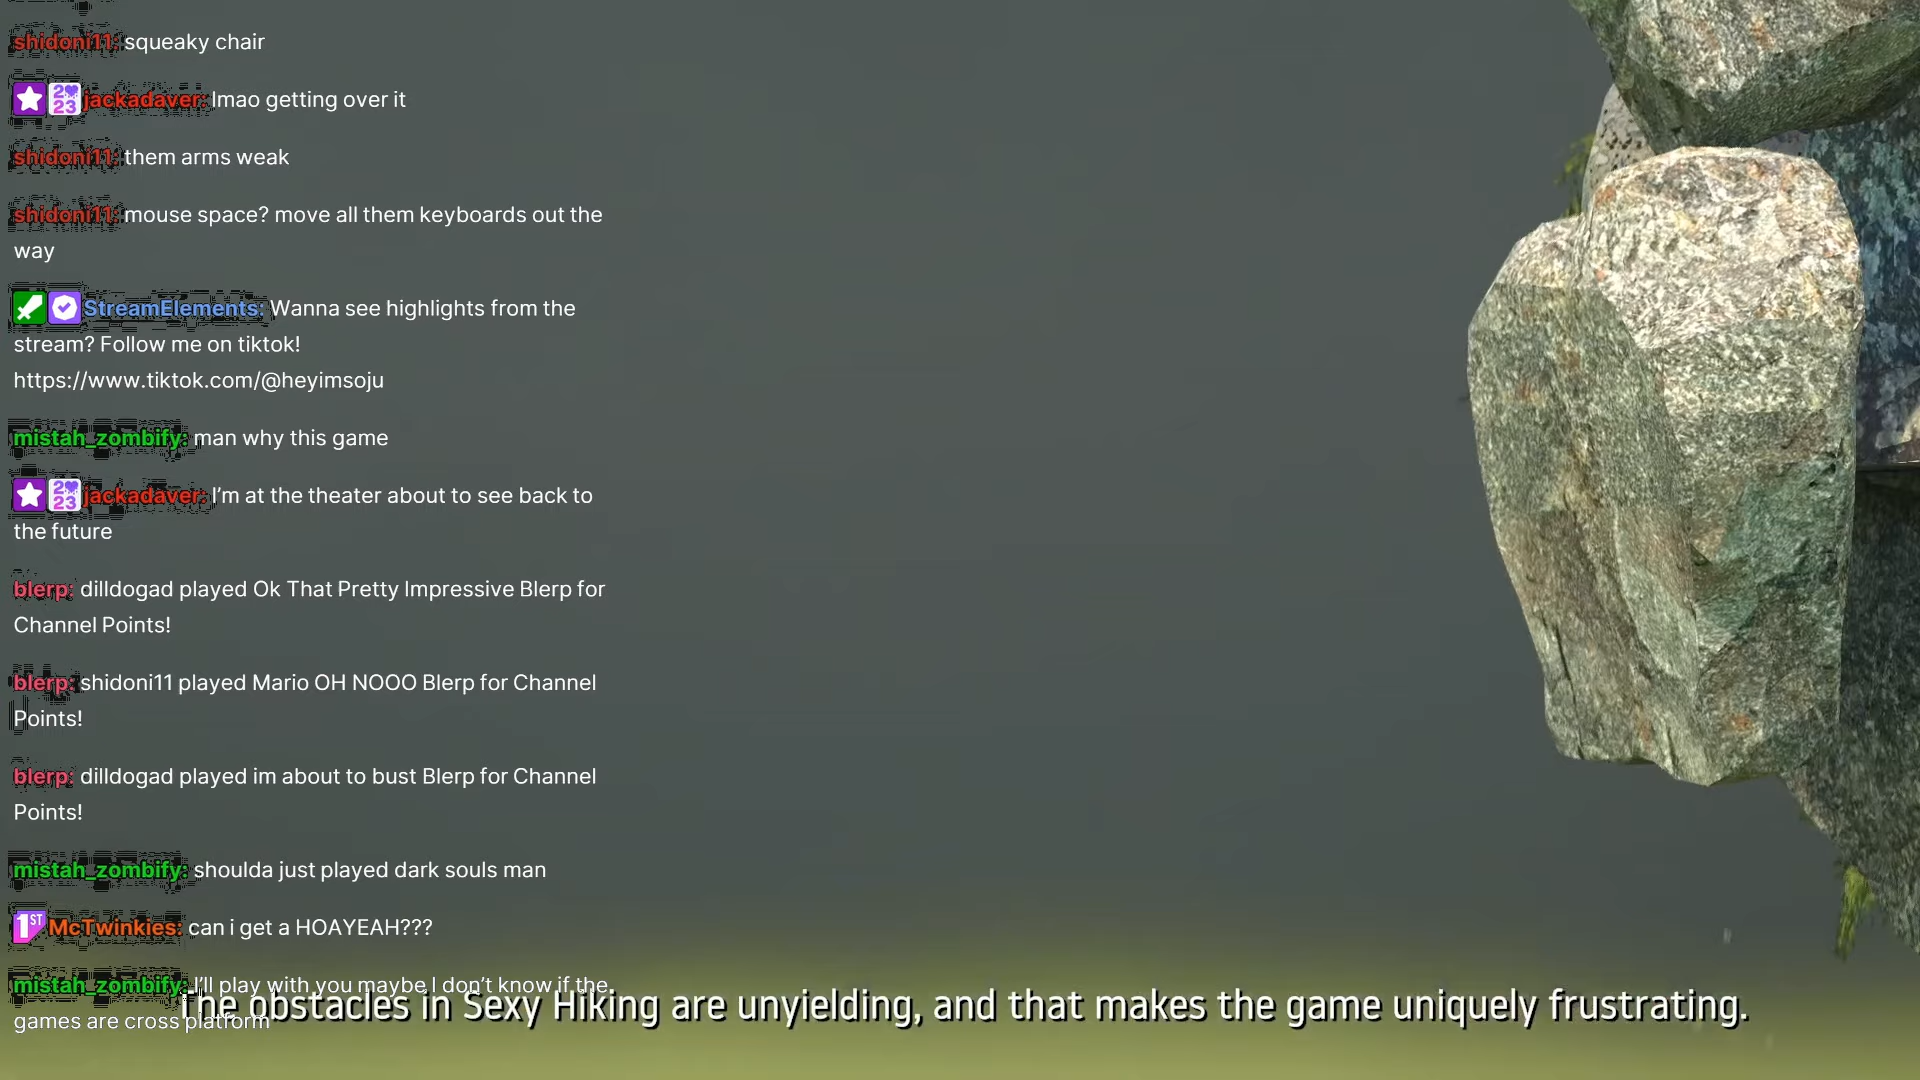 shidoni11: squeaky chair
2023 jackadaver: lmao getting over it
shidoni11: them arms weak
shidoni11: mouse space? move all them keyboards out the
way
StreamElements: Wanna see highlights from the
stream? Follow me on tiktok!
https://www.tiktok.com/@heyimsoju
mistah_zombify: man why this game
2023 jackadaver: I'm at the theater about to see back to
the future
blerp: dilldogad played Ok That Pretty Impressive Blerp for
Channel Points!
blerp: shidoni11 played Mario OH NOOO Blerp for Channel
Points!
blerp: dilldogad played im about to bust Blerp for Channel
Points!
mistah_zombify: shoulda just played dark souls man
1ST McTwinkies: can i get a HOAYEAH???
mistah_zombify: I'll play with you maybe I don't know if the
games are cross platform
The obstacles in Sexy Hiking are unyielding, and that makes the game uniquely frustrating.